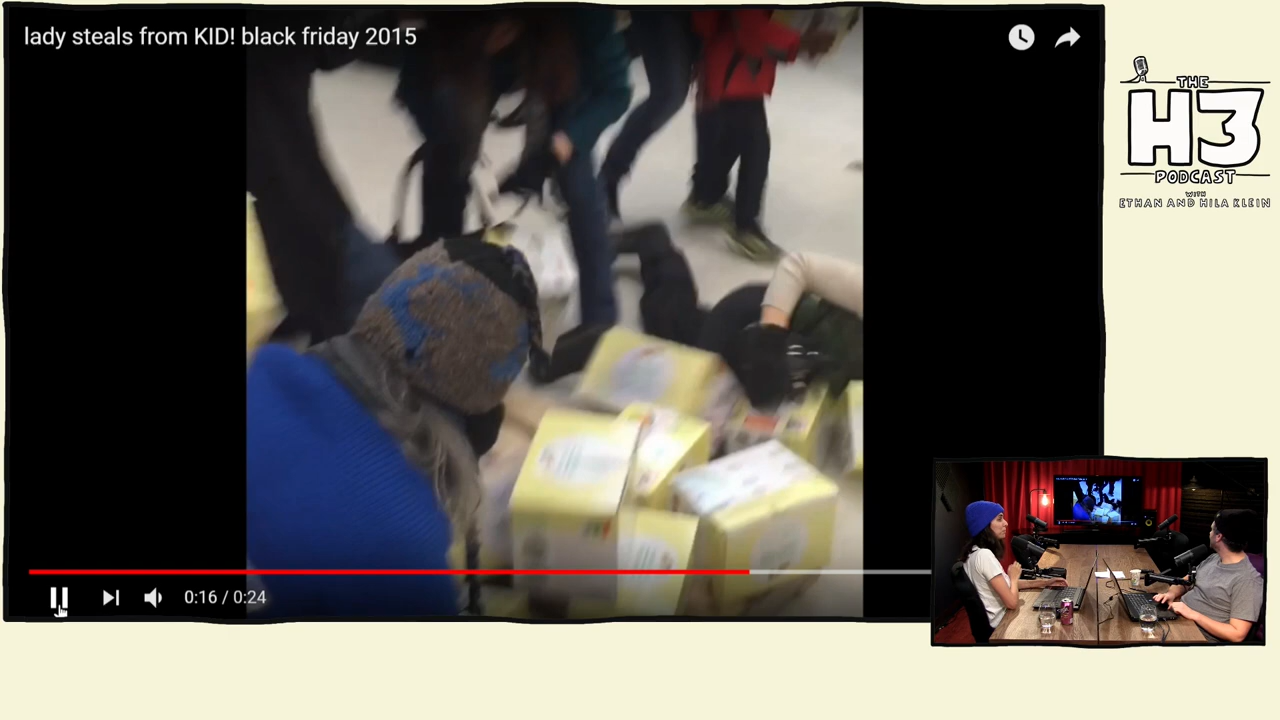 lady steals from KID! black friday 2015
THE
H3
PODCAST
WITH
ETHAN AND HILA KLEIN
0:16 / 0:24